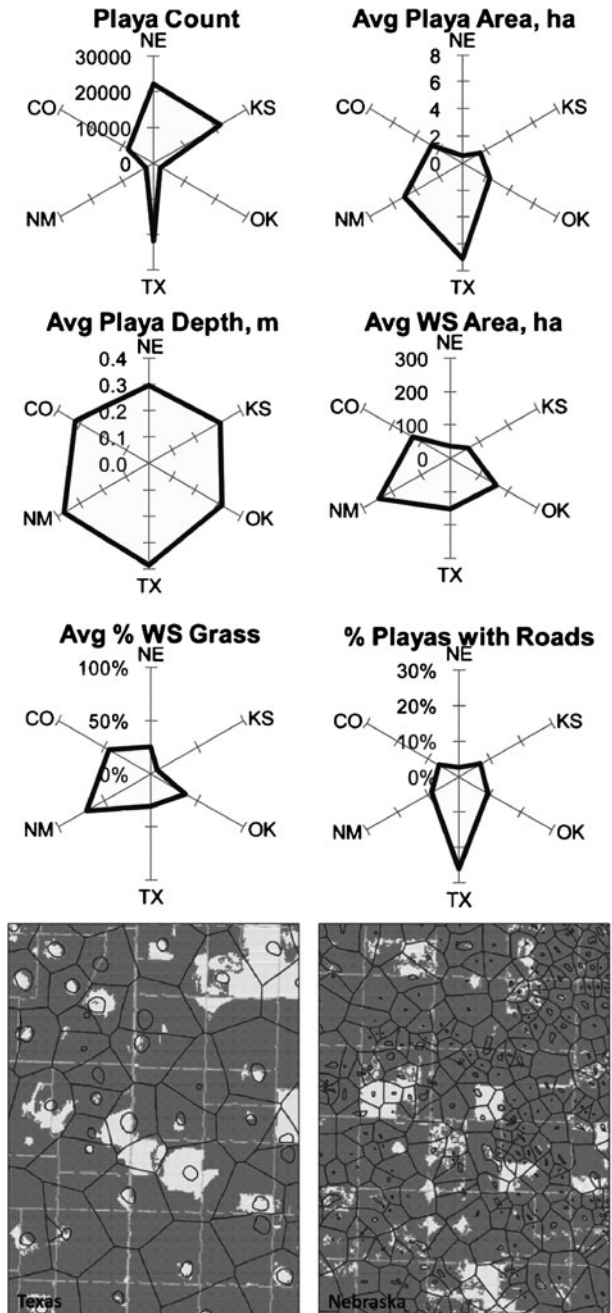 Playa Count
NE
30000
20000
10000
0
CO
KS
NM
OK
TX
Avg Playa Area, ha
NE
8
6
4
2
0
CO
KS
NM
OK
TX
Avg Playa Depth, m
NE
0.4
0.3
0.2
0.1
0.0
CO
KS
NM
OK
TX
Avg WS Area, ha
NE
300
200
100
0
CO
KS
NM
OK
TX
Avg % WS Grass
NE
100%
50%
0%
CO
KS
NM
OK
TX
% Playas with Roads
NE
30%
20%
10%
0%
CO
KS
NM
OK
TX
Texas
Nebraska